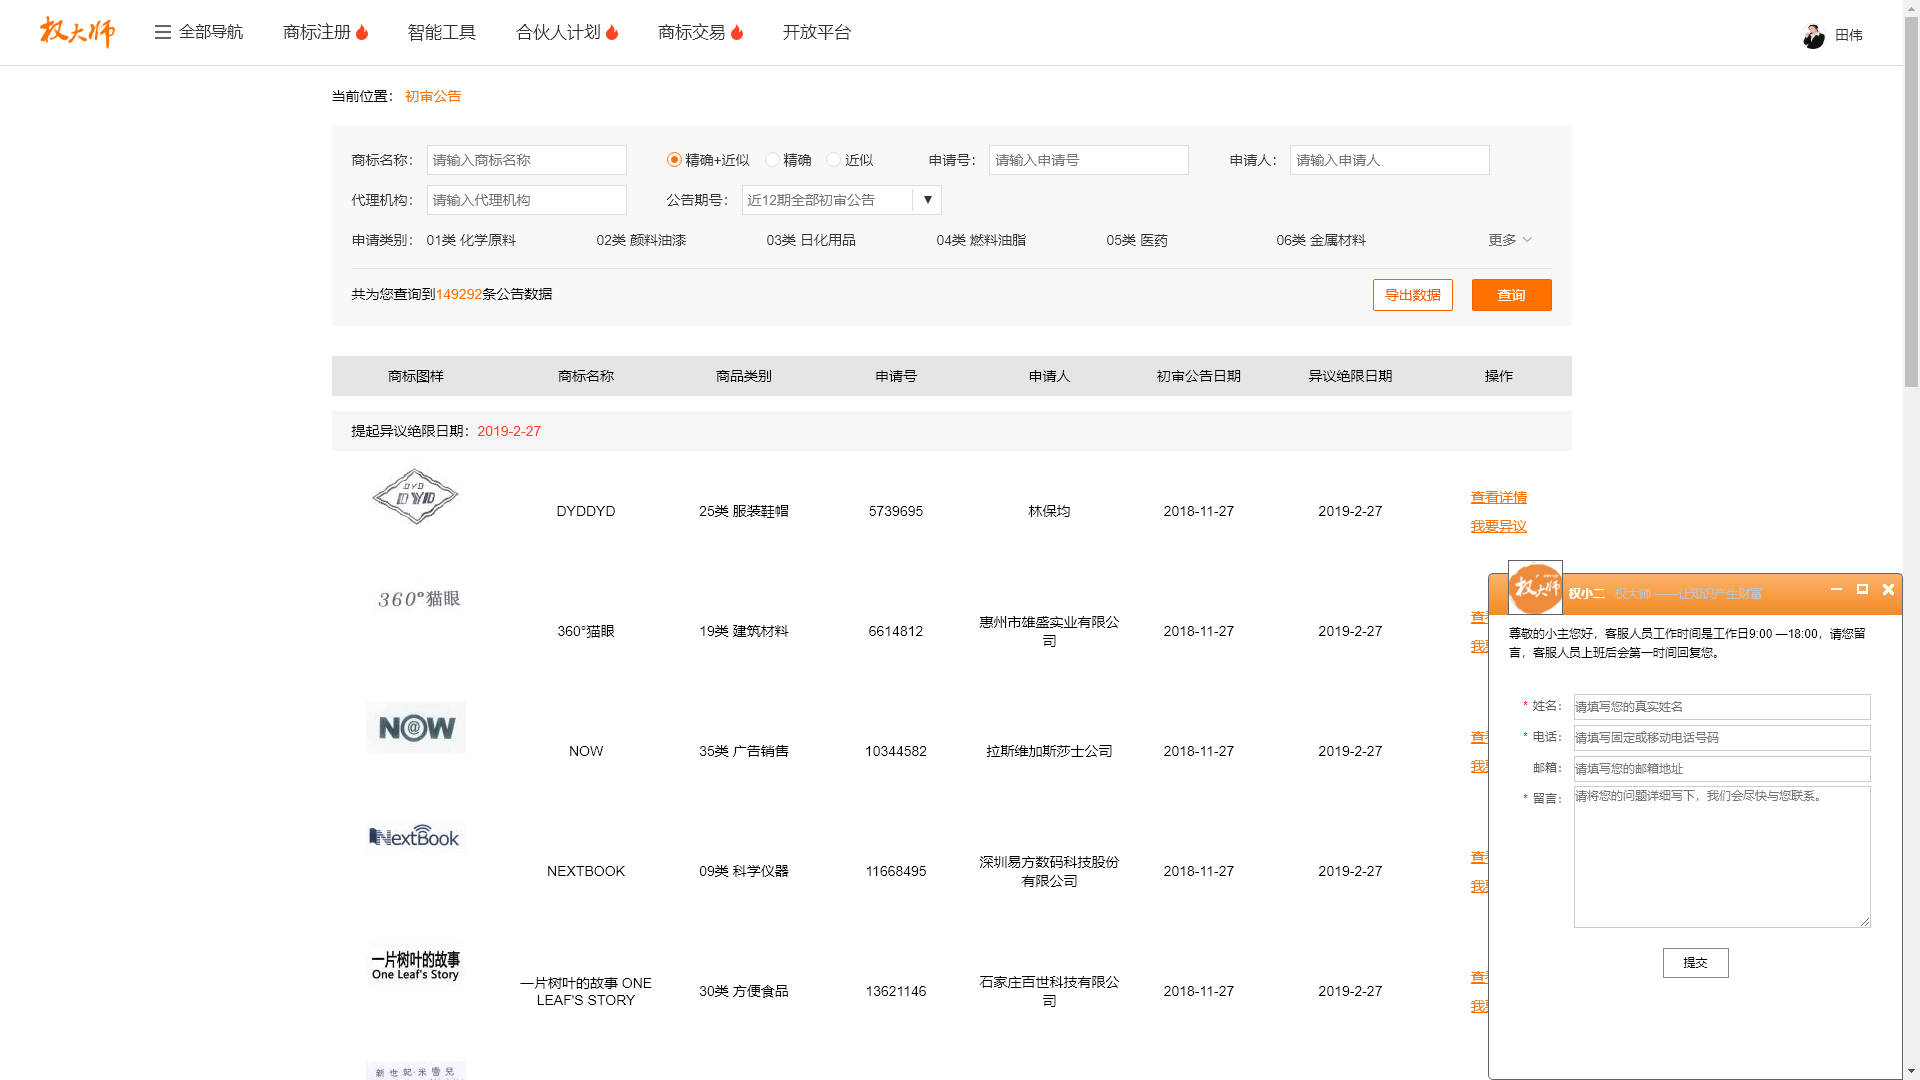 权大师
全部导航
商标注册
智能工具
合伙人计划
商标交易
开放平台
田伟
当前位置： 初审公告
商标名称： 请输入商标名称 精确+近似 精确 近似 申请号： 请输入申请号 申请人： 请输入申请人
代理机构： 请输入代理机构 公告期号： 近12期全部初审公告 ▼
申请类别： 01类 化学原料 02类 颜料油漆 03类 日化用品 04类 燃料油脂 05类 医药 06类 金属材料 更多
共为您查询到149292条公告数据 导出数据 查询
商标图样 商标名称 商品类别 申请号 申请人 初审公告日期 异议绝限日期 操作
提起异议绝限日期：2019-2-27
DYD
DYD
DYDDYD 25类 服装鞋帽 5739695 林保均 2018-11-27 2019-2-27
查看详情
我要异议
360°猫眼
360°猫眼 19类 建筑材料 6614812 惠州市雄盛实业有限公
司
2018-11-27 2019-2-27
N@W
NOW 35类 广告销售 10344582 拉斯维加斯莎士公司 2018-11-27 2019-2-27
NextBook
NEXTBOOK 09类 科学仪器 11668495 深圳易方数码科技股份
有限公司
2018-11-27 2019-2-27
一片树叶的故事
One Leaf's Story
一片树叶的故事 ONE
LEAF'S STORY
30类 方便食品 13621146 石家庄百世科技有限公
司
2018-11-27 2019-2-27
新世纪·米雪兒
权大师
权小二 权大师 ——让知识产生财富
尊敬的小主您好，客服人员工作时间是工作日9:00 —18:00，请您留
言，客服人员上班后会第一时间回复您。
* 姓名： 请填写您的真实姓名
* 电话： 请填写固定或移动电话号码
邮箱： 请填写您的邮箱地址
* 留言： 请将您的问题详细写下，我们会尽快与您联系。
提交